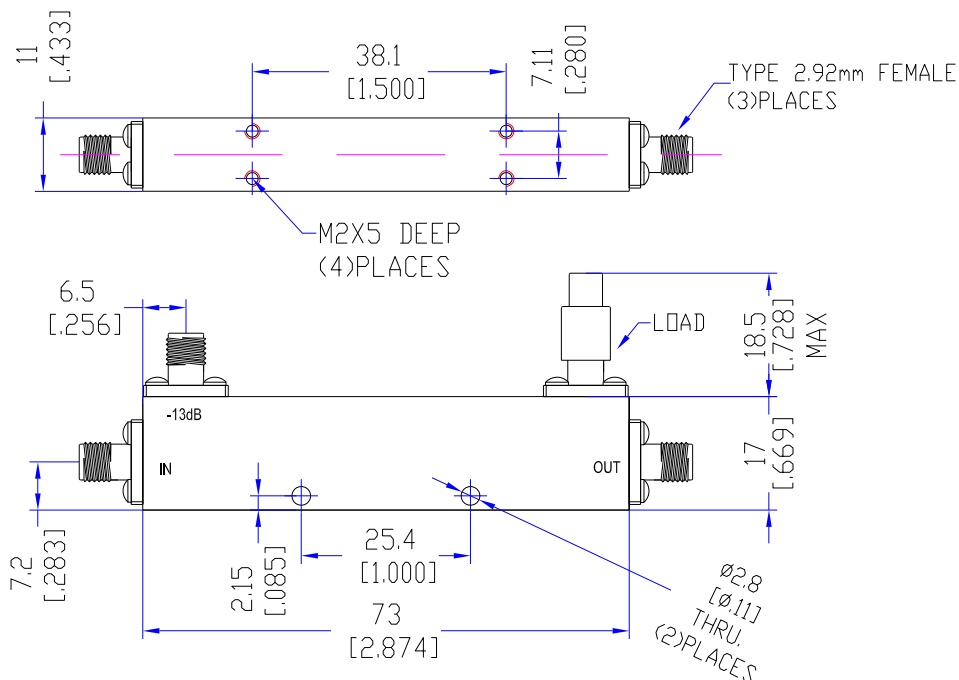 11
[.433]
38.1
[1.500]
7.11
[.280]
TYPE 2.92mm FEMALE
(3)PLACES
M2X5 DEEP
(4)PLACES
6.5
[.256]
LOAD
18.5
[.728]
MAX
-13dB
IN
OUT
17
[.669]
7.2
[.283]
2.15
[.085]
25.4
[1.000]
73
[2.874]
Ø2.8
[Ø.11]
THRU.
(2)PLACES